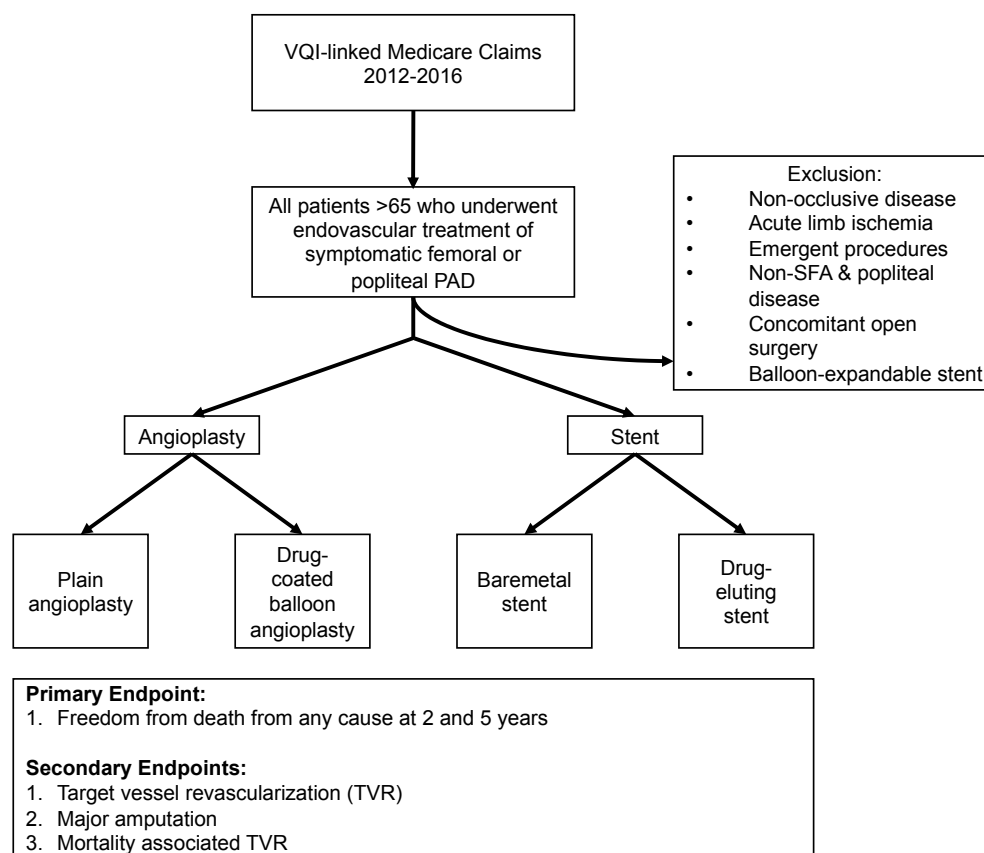 VQI-linked Medicare Claims
2012-2016
All patients >65 who underwent
endovascular treatment of
symptomatic femoral or
popliteal PAD
Exclusion:
• Non-occlusive disease
• Acute limb ischemia
• Emergent procedures
• Non-SFA & popliteal
disease
• Concomitant open
surgery
• Balloon-expandable stent
Angioplasty
Stent
Plain
angioplasty
Drug-
coated
balloon
angioplasty
Baremetal
stent
Drug-
eluting
stent
Primary Endpoint:
1. Freedom from death from any cause at 2 and 5 years
Secondary Endpoints:
1. Target vessel revascularization (TVR)
2. Major amputation
3. Mortality associated TVR